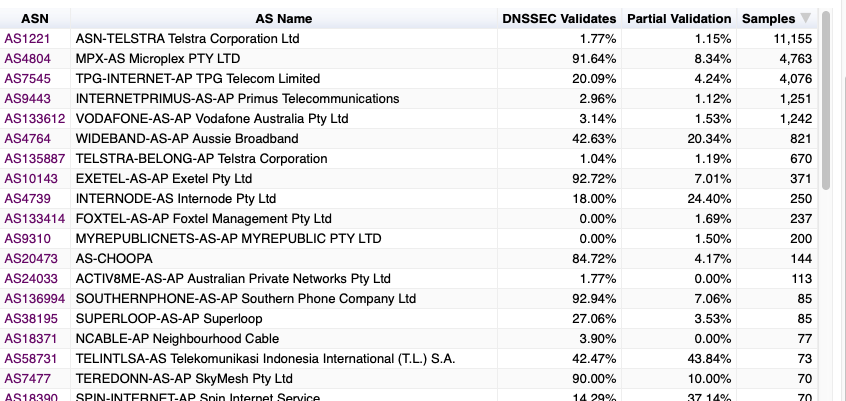 ASN AS Name DNSSEC Validates Partial Validation Samples ▼
AS1221 ASN-TELSTRA Telstra Corporation Ltd 1.77% 1.15% 11,155
AS4804 MPX-AS Microplex PTY LTD 91.64% 8.34% 4,763
AS7545 TPG-INTERNET-AP TPG Telecom Limited 20.09% 4.24% 4,076
AS9443 INTERNETPRIMUS-AS-AP Primus Telecommunications 2.96% 1.12% 1,251
AS133612 VODAFONE-AS-AP Vodafone Australia Pty Ltd 3.14% 1.53% 1,242
AS4764 WIDEBAND-AS-AP Aussie Broadband 42.63% 20.34% 821
AS135887 TELSTRA-BELONG-AP Telstra Corporation 1.04% 1.19% 670
AS10143 EXETEL-AS-AP Exetel Pty Ltd 92.72% 7.01% 371
AS4739 INTERNODE-AS Internode Pty Ltd 18.00% 24.40% 250
AS133414 FOXTEL-AS-AP Foxtel Management Pty Ltd 0.00% 1.69% 237
AS9310 MYREPUBLICNETS-AS-AP MYREPUBLIC PTY LTD 0.00% 1.50% 200
AS20473 AS-CHOOPA 84.72% 4.17% 144
AS24033 ACTIV8ME-AS-AP Australian Private Networks Pty Ltd 1.77% 0.00% 113
AS136994 SOUTHERNPHONE-AS-AP Southern Phone Company Ltd 92.94% 7.06% 85
AS38195 SUPERLOOP-AS-AP Superloop 27.06% 3.53% 85
AS18371 NCABLE-AP Neighbourhood Cable 3.90% 0.00% 77
AS58731 TELINTLSA-AS Telekomunikasi Indonesia International (T.L.) S.A. 42.47% 43.84% 73
AS7477 TEREDONN-AS-AP SkyMesh Pty Ltd 90.00% 10.00% 70
AS18390 SPIN-INTERNET-AP Spin Internet Service 14.29% 37.14% 70